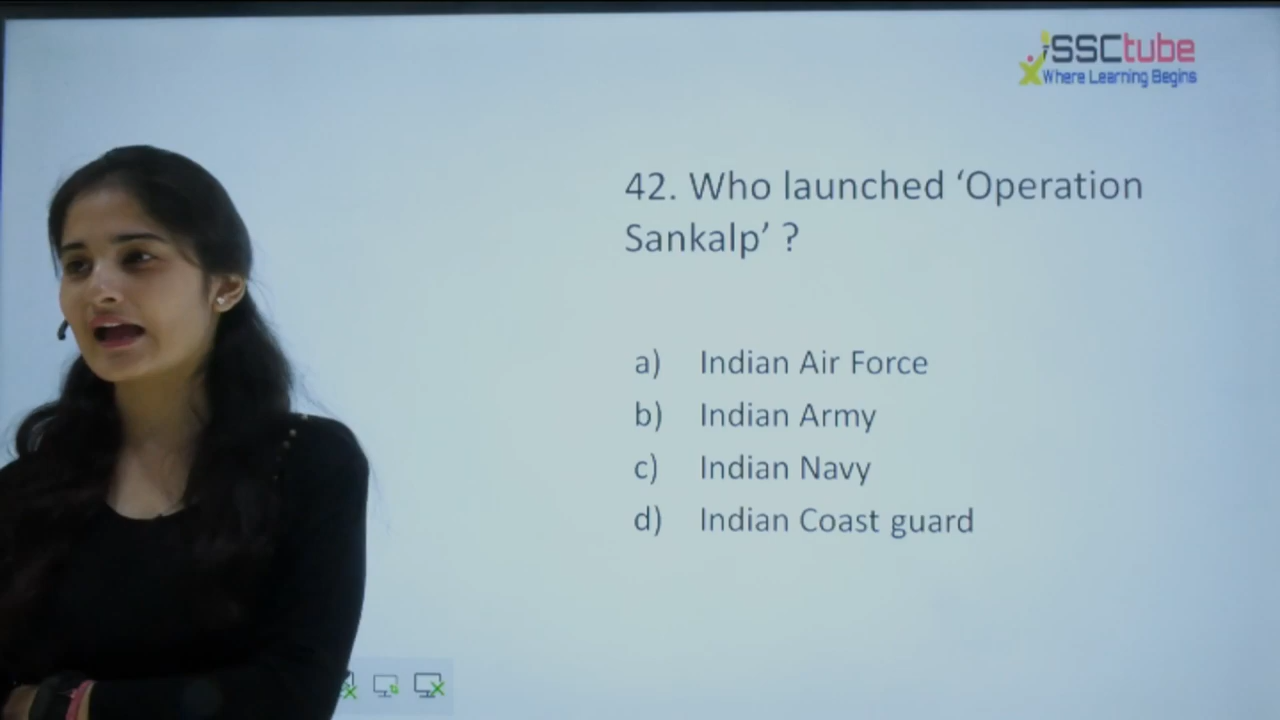 SSCtube
Where Learning Begins
42. Who launched ‘Operation
Sankalp’ ?
a) Indian Air Force
b) Indian Army
c) Indian Navy
d) Indian Coast guard